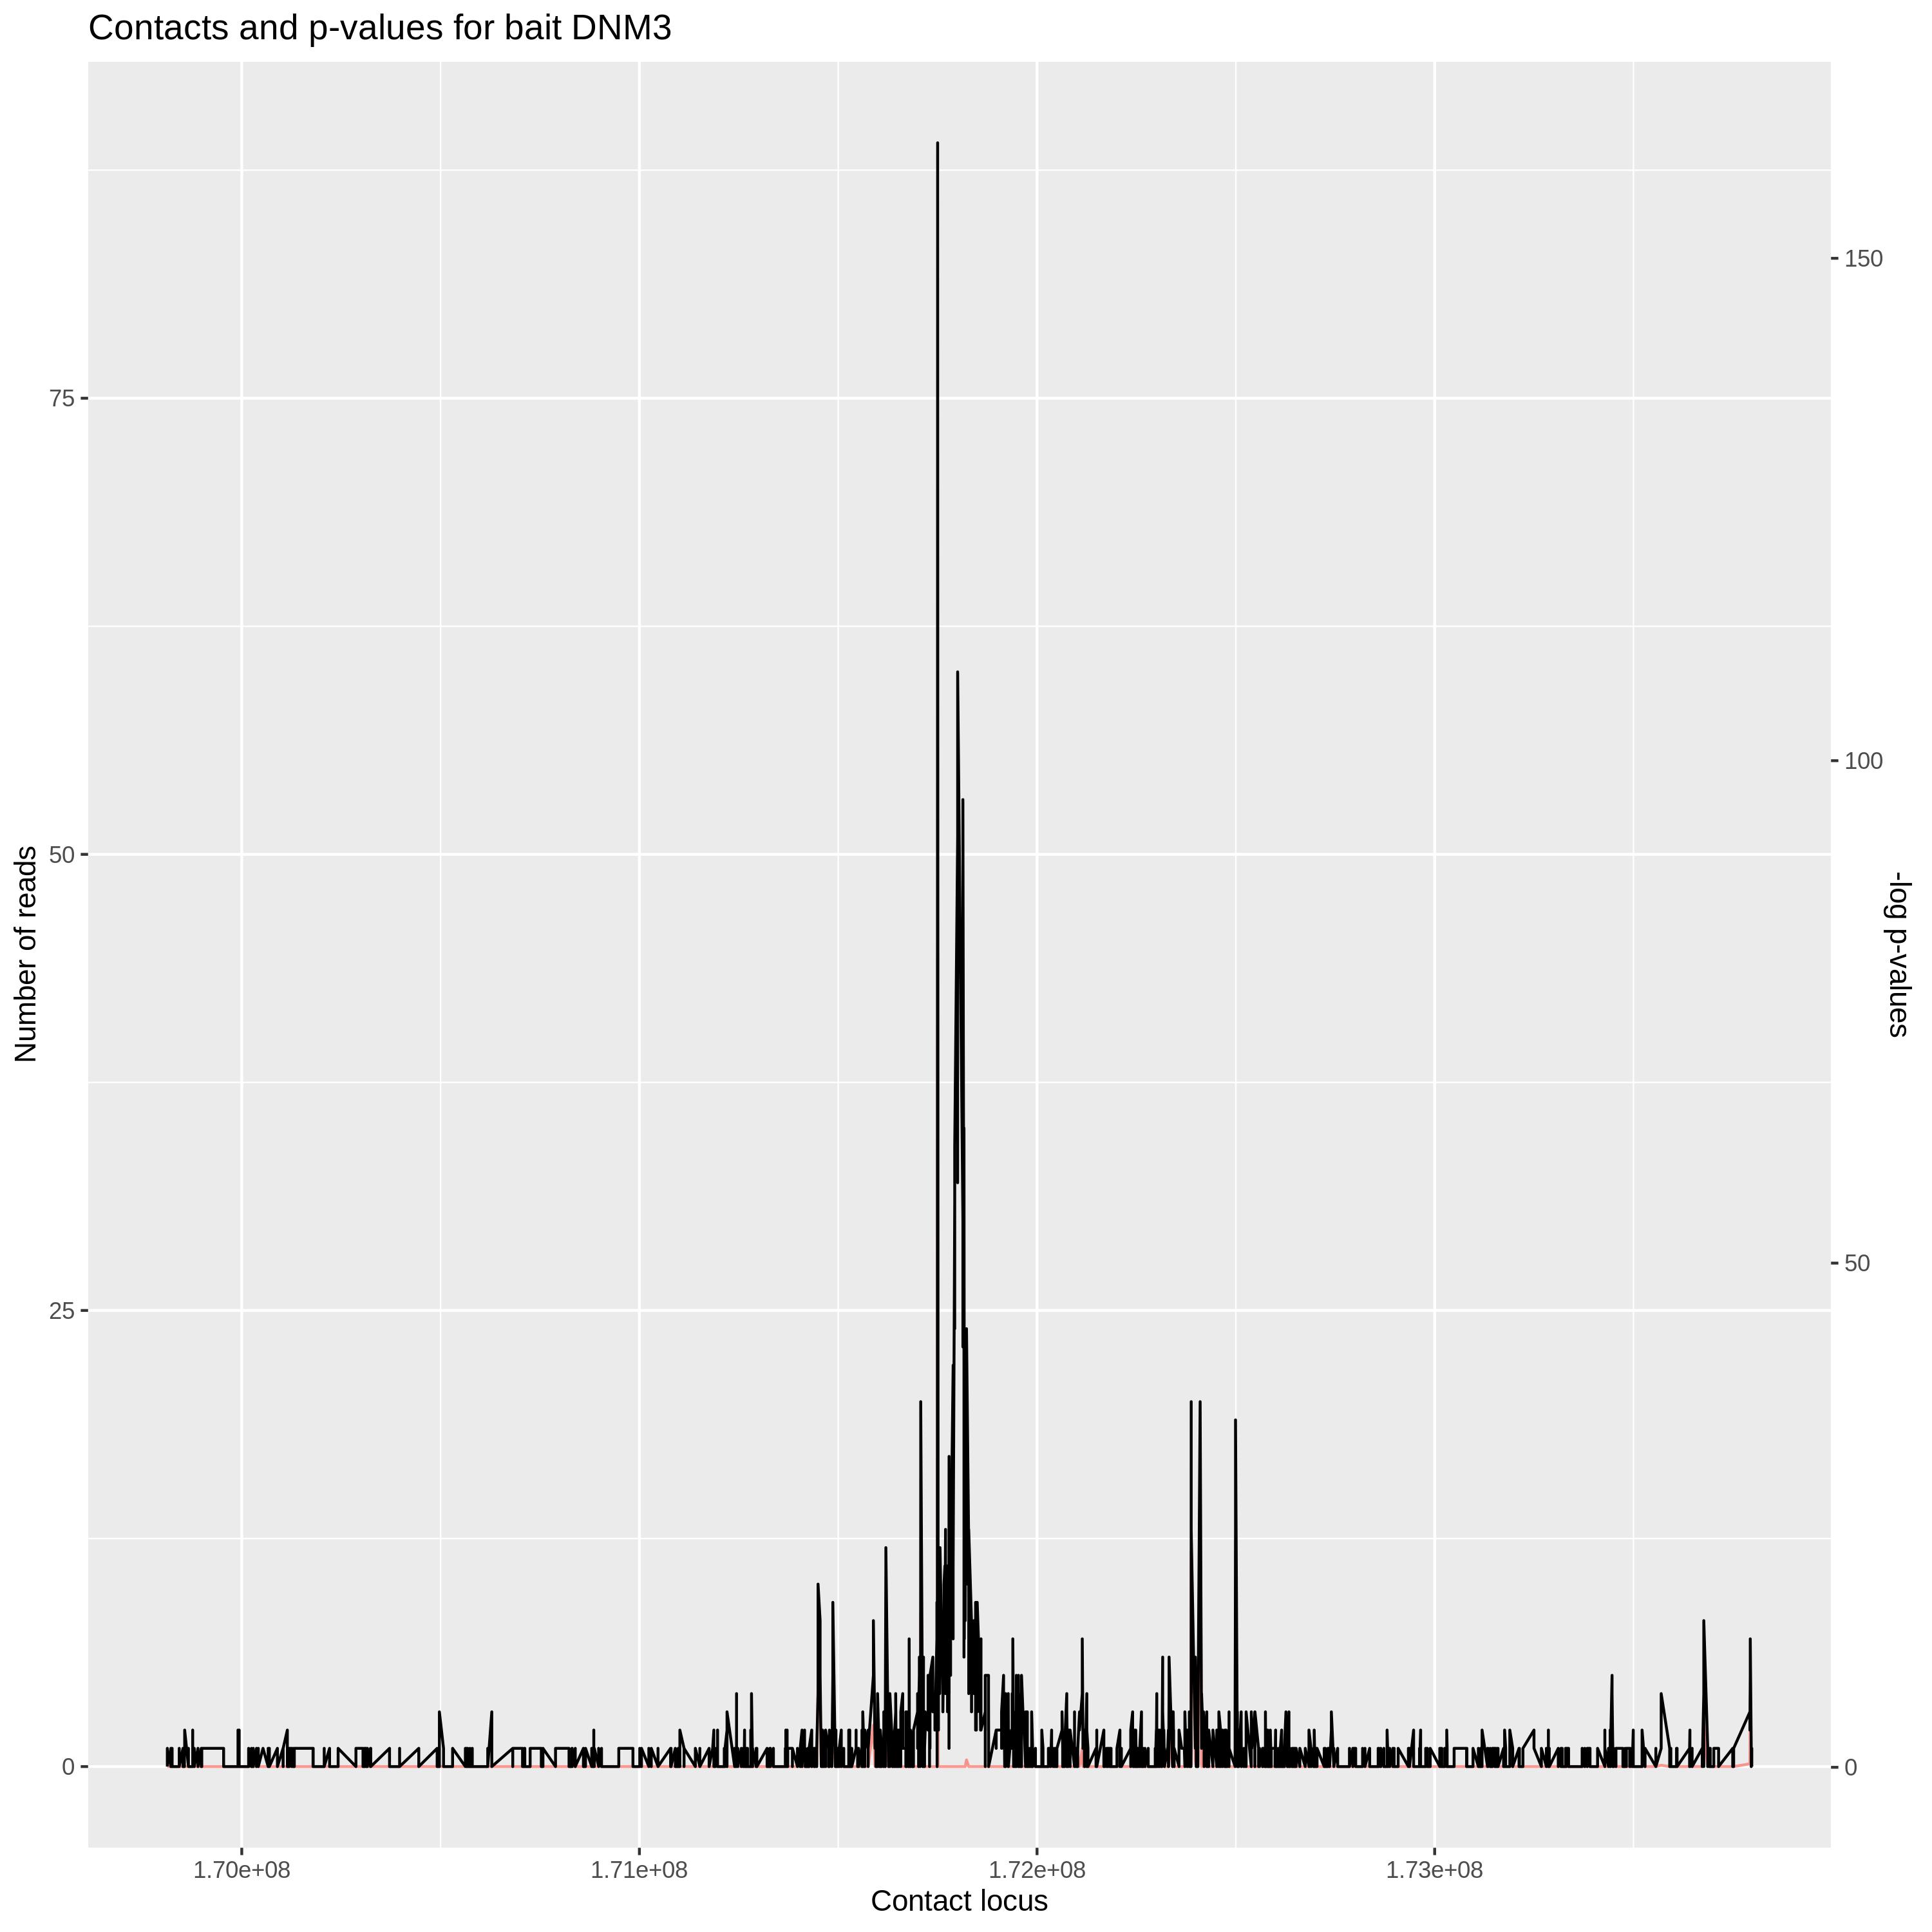 Contacts and p-values for bait DNM3
Number of reads
75
50
25
0
150
100
50
0
-log p-values
1.70e+08
1.71e+08
1.72e+08
1.73e+08
Contact locus